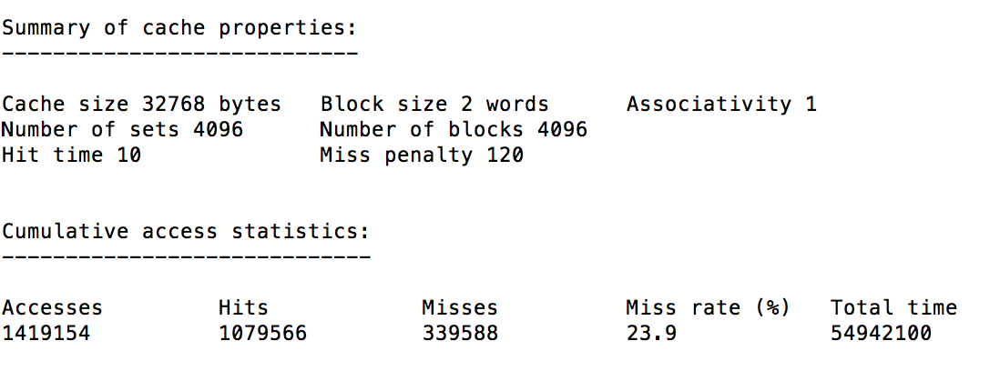 Summary of cache properties:
----------------------------
Cache size 32768 bytes   Block size 2 words      Associativity 1
Number of sets 4096      Number of blocks 4096
Hit time 10              Miss penalty 120
Cumulative access statistics:
-----------------------------
Accesses         Hits            Misses          Miss rate (%)   Total time
1419154          1079566         339588          23.9            54942100